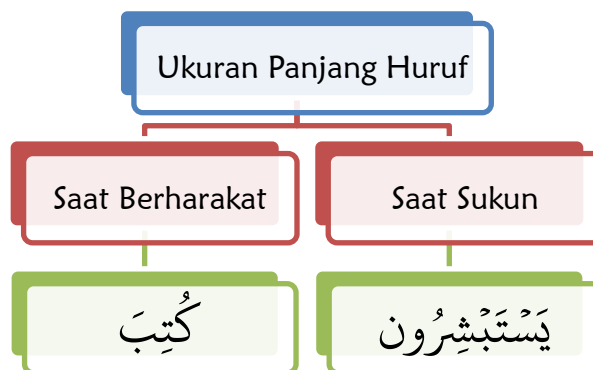 Ukuran Panjang Huruf
Saat Berharakat
Saat Sukun
كُتِبَ
يَسۡتَبۡشِرُون